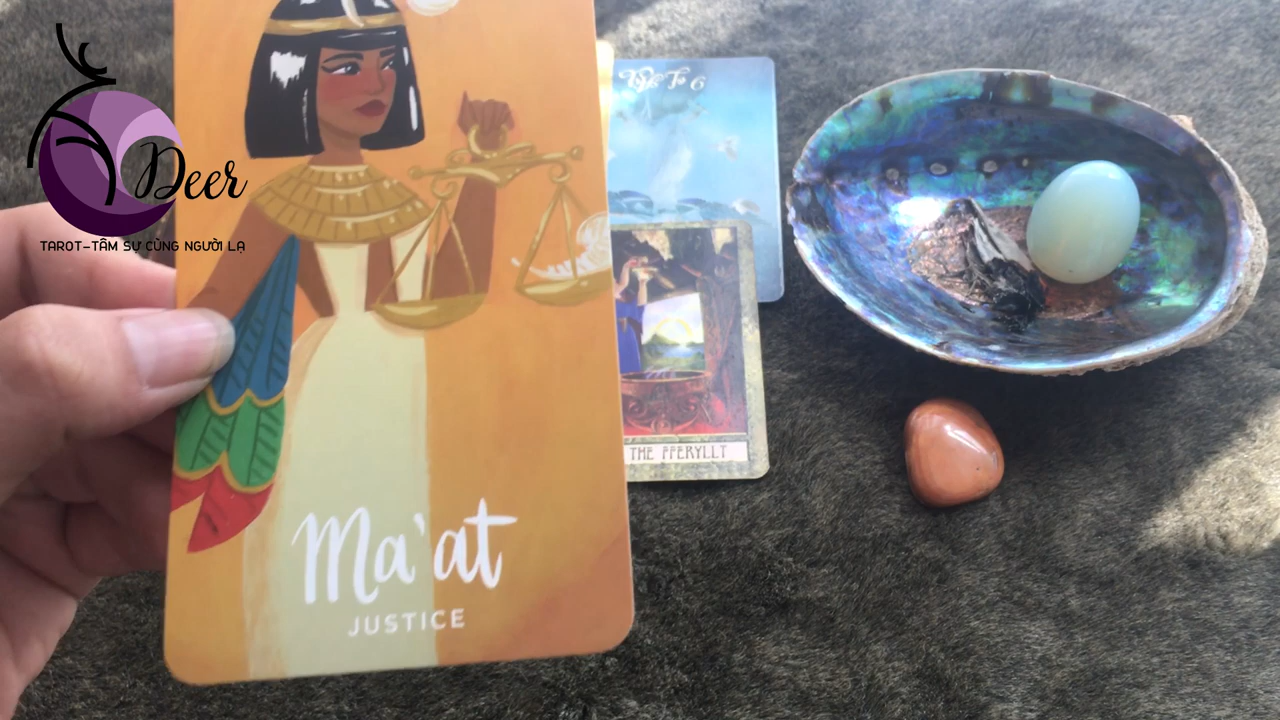 Deer
TAROT-TÂM SỰ CÙNG NGƯỜI LẠ
THE PFERYLLT
Ma'at
JUSTICE